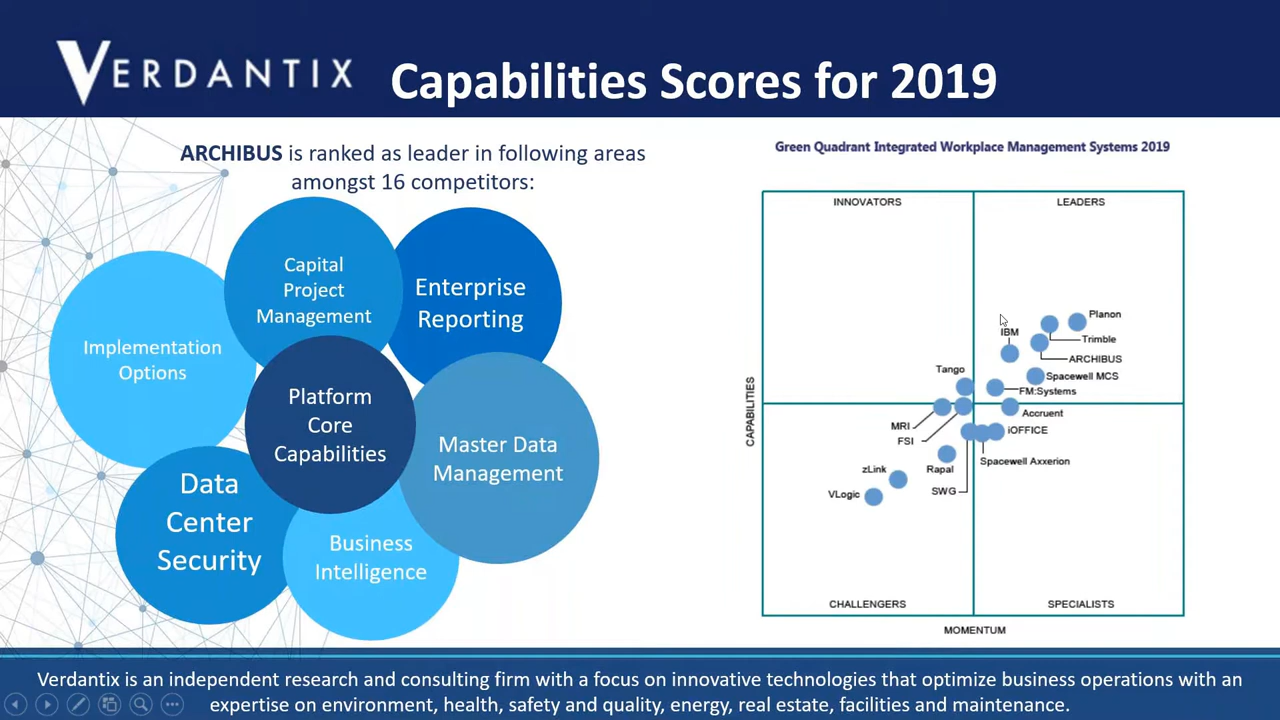 VERDANTIX
Capabilities Scores for 2019
ARCHIBUS is ranked as leader in following areas
amongst 16 competitors:
Capital
Project
Management
Enterprise
Reporting
Implementation
Options
Platform
Core
Capabilities
Master Data
Management
Data
Center
Security
Business
Intelligence
Green Quadrant Integrated Workplace Management Systems 2019
INNOVATORS
LEADERS
Planon
IBM
Trimble
ARCHIBUS
Tango
Spacewell MCS
FM:Systems
CAPABILITIES
Accruent
MRI
iOFFICE
FSI
Spacewell Axxerion
zLink
Rapal
SWG
VLogic
CHALLENGERS
SPECIALISTS
MOMENTUM
Verdantix is an independent research and consulting firm with a focus on innovative technologies that optimize business operations with an
expertise on environment, health, safety and quality, energy, real estate, facilities and maintenance.